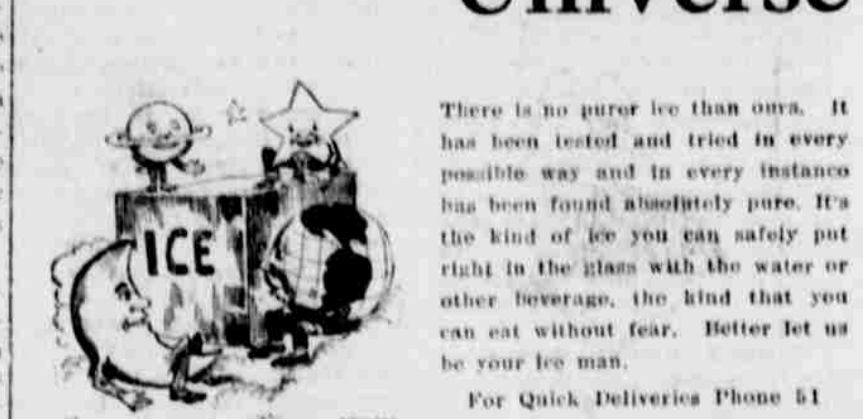 Universe
ICE
There is no purer ice than ours. It
has been tested and tried in every
possible way and in every instance
has been found absolutely pure. It's
the kind of ice you can safely put
right in the glass with the water or
other beverage, the kind that you
can eat without fear. Better let us
be your ice man.
For Quick Deliveries Phone 51